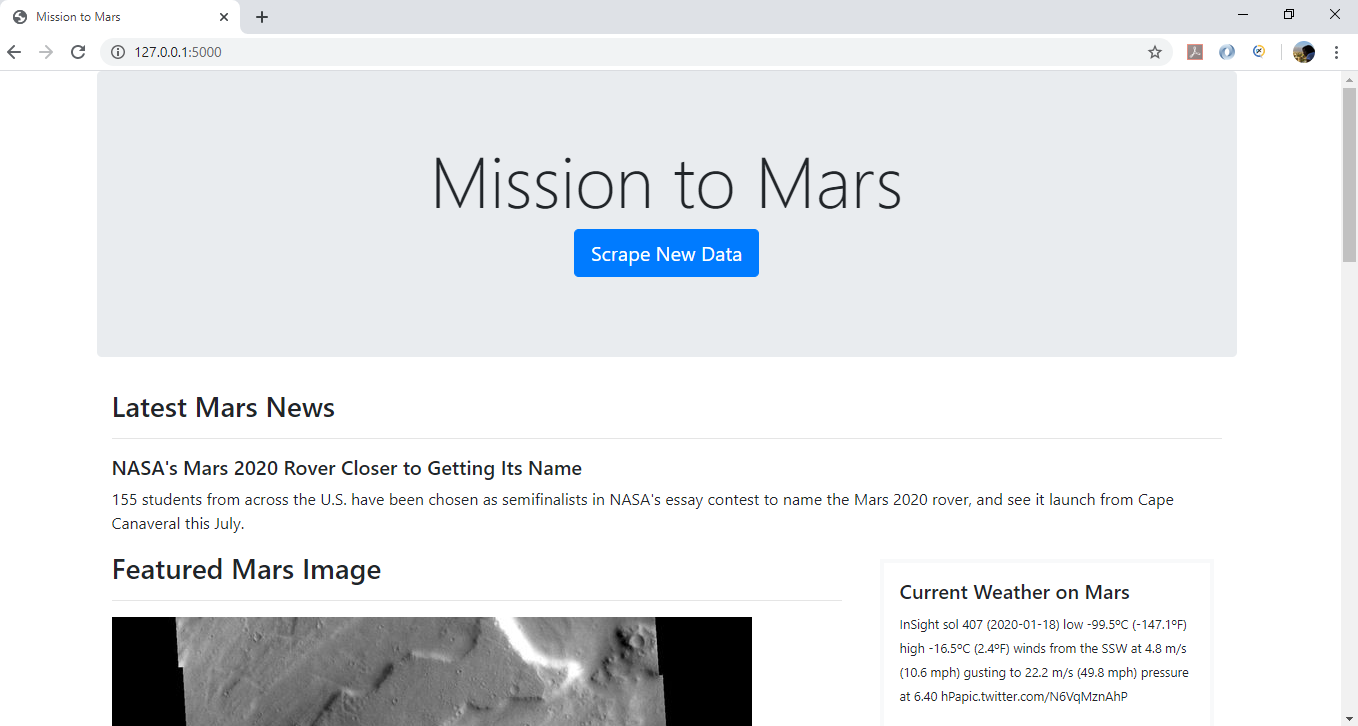 Mission to Mars
127.0.0.1:5000
Mission to Mars
Scrape New Data
Latest Mars News
NASA's Mars 2020 Rover Closer to Getting Its Name
155 students from across the U.S. have been chosen as semifinalists in NASA's essay contest to name the Mars 2020 rover, and see it launch from Cape
Canaveral this July.
Featured Mars Image
Current Weather on Mars
InSight sol 407 (2020-01-18) low -99.5ºC (-147.1ºF)
high -16.5ºC (2.4ºF) winds from the SSW at 4.8 m/s
(10.6 mph) gusting to 22.2 m/s (49.8 mph) pressure
at 6.40 hPapic.twitter.com/N6VqMznAhP